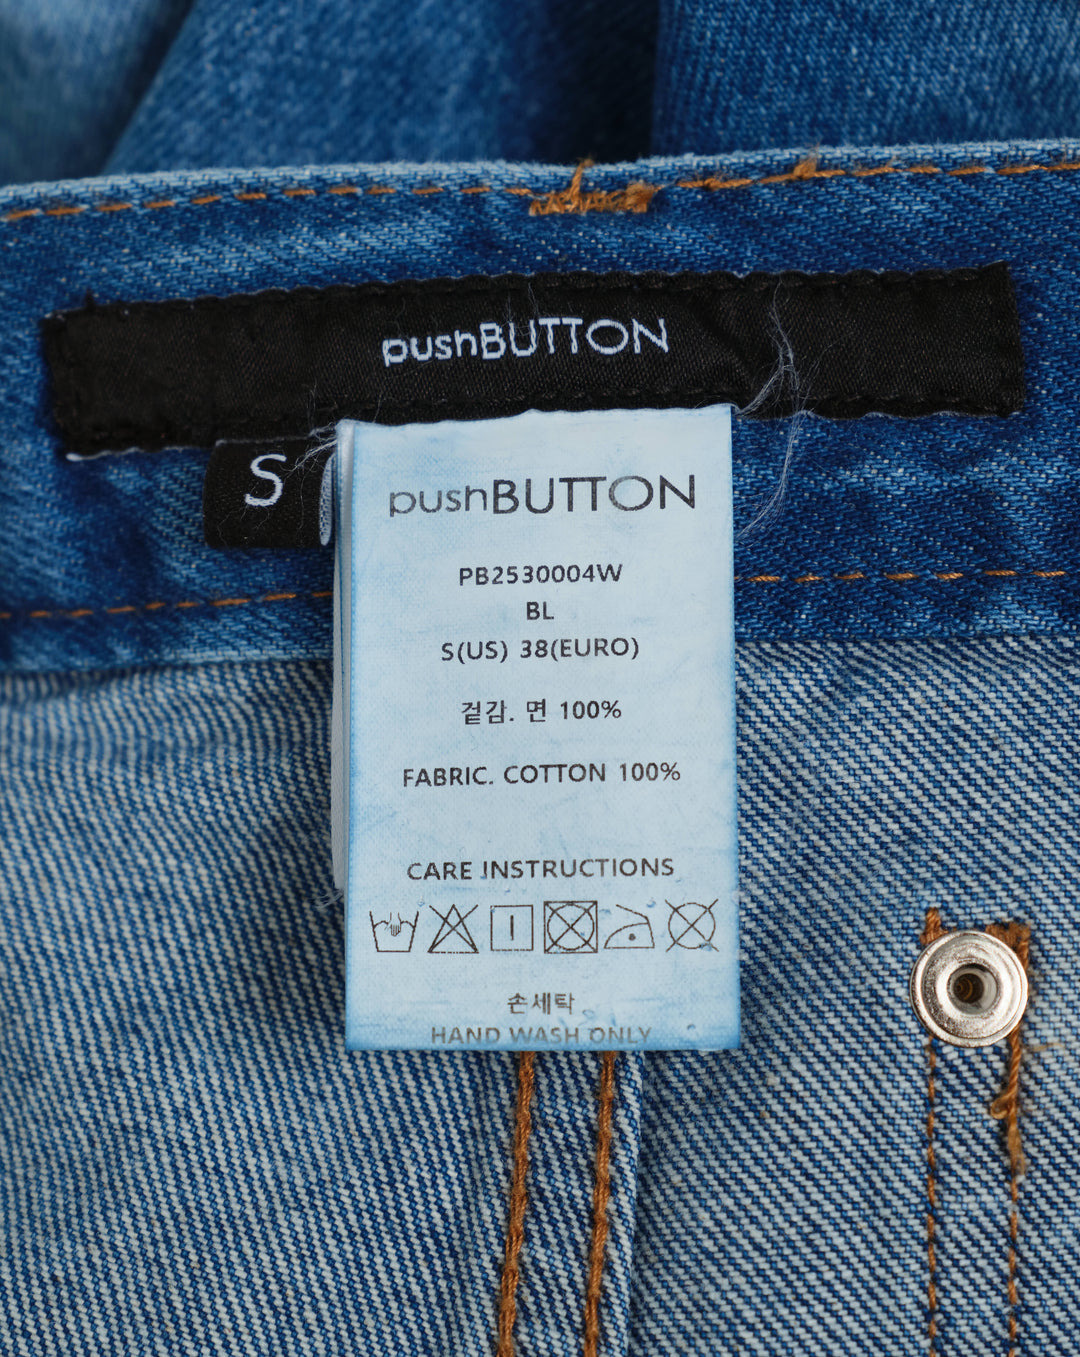 pushBUTTON
S
pushBUTTON
PB2530004W
BL
S(US) 38(EURO)
겉감. 면 100%
FABRIC. COTTON 100%
CARE INSTRUCTIONS
손세탁
HAND WASH ONLY